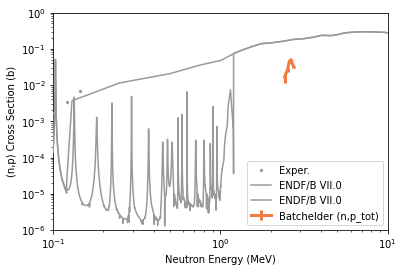 10⁰
10⁻¹
10⁻²
10⁻³
10⁻⁴
10⁻⁵
10⁻⁶
(n,p) Cross Section (b)
Exper.
ENDF/B VII.0
ENDF/B VII.0
Batchelder (n,p_tot)
10⁻¹ 10⁰ 10¹
Neutron Energy (MeV)